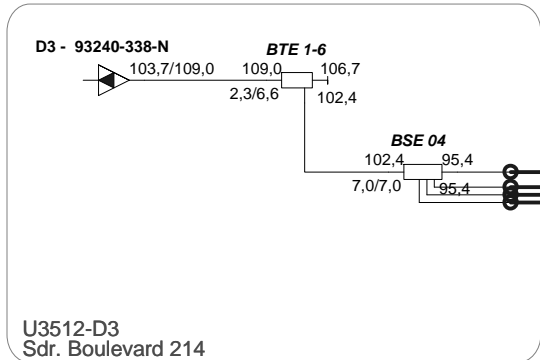 D3 - 93240-338-N
BTE 1-6
103,7/109,0
109,0
106,7
2,3/6,6
102,4
BSE 04
102,4
95,4
7,0/7,0
95,4
U3512-D3
Sdr. Boulevard 214